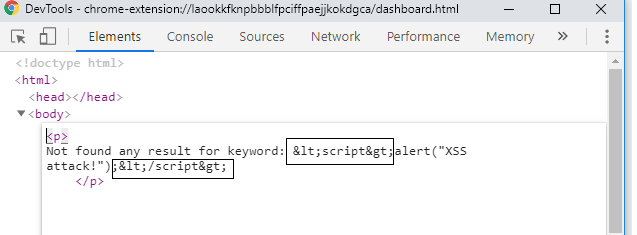 DevTools - chrome-extension://laookkfknpbbblfpciffpaejjkokdgca/dashboard.html
Elements Console Sources Network Performance Memory »
<!doctype html>
<html>
<head></head>
▼<body>
<p>
Not found any result for keyword: &lt;script&gt;alert("XSS
attack!");&lt;/script&gt;
</p>